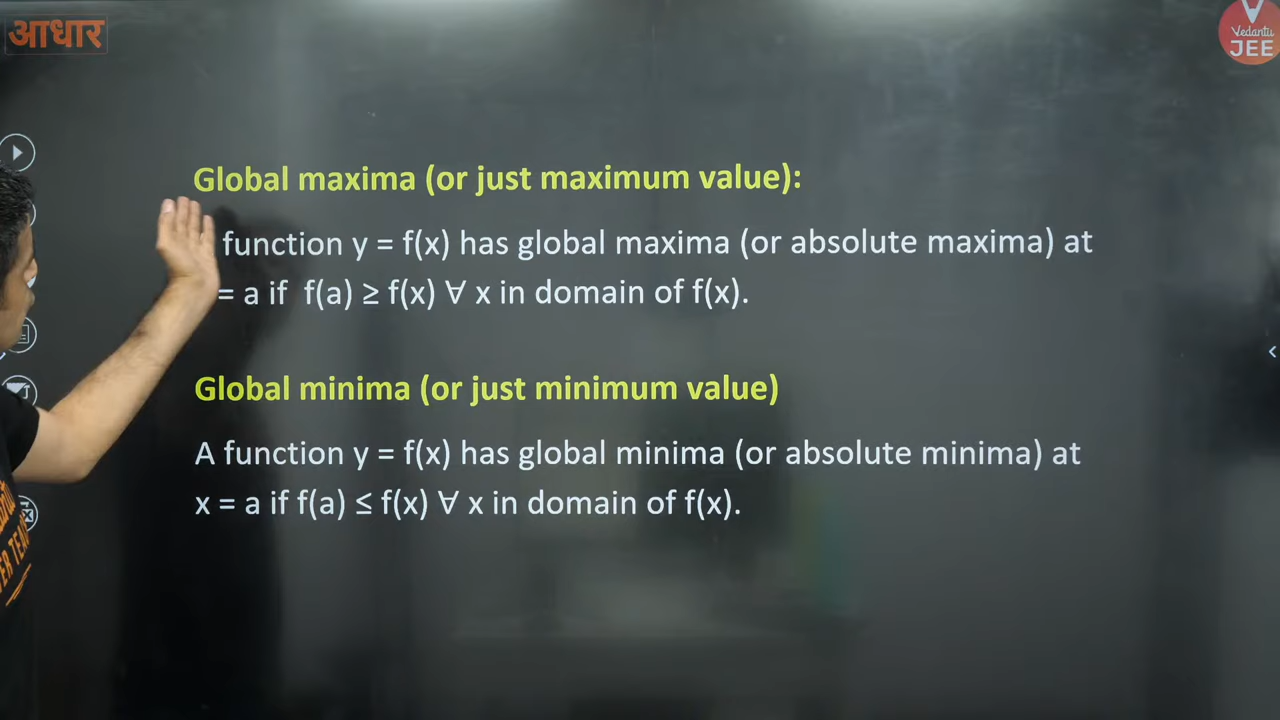 आधार
Vedantu
JEE
Global maxima (or just maximum value):
function y = f(x) has global maxima (or absolute maxima) at
= a if f(a) ≥ f(x) ∀ x in domain of f(x).
Global minima (or just minimum value)
A function y = f(x) has global minima (or absolute minima) at
x = a if f(a) ≤ f(x) ∀ x in domain of f(x).